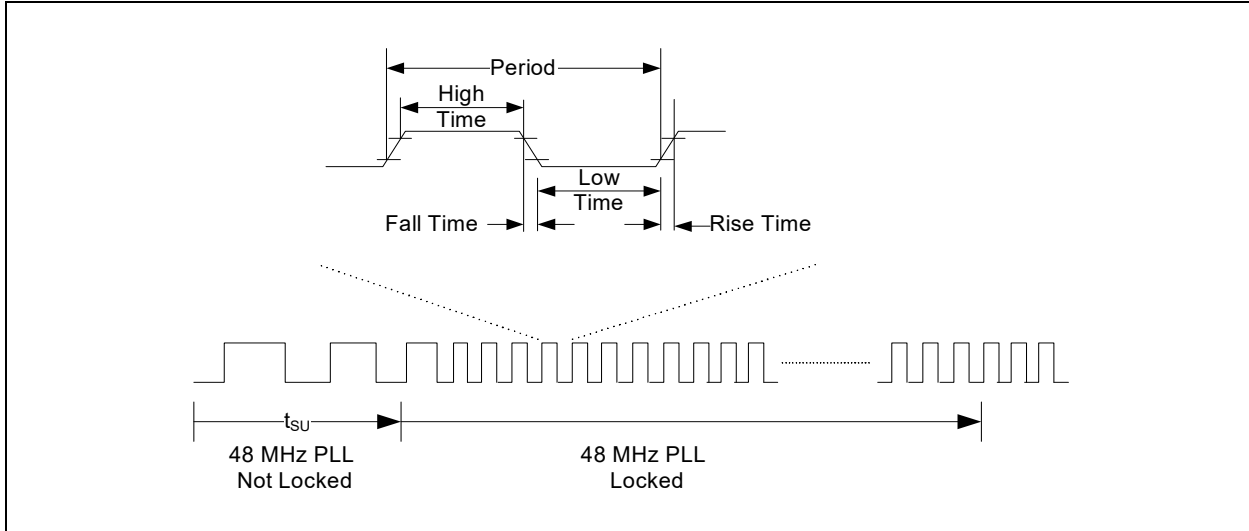 Period
High
Time
Low
Time
Fall Time
Rise Time
tSU
48 MHz PLL
Not Locked
48 MHz PLL
Locked